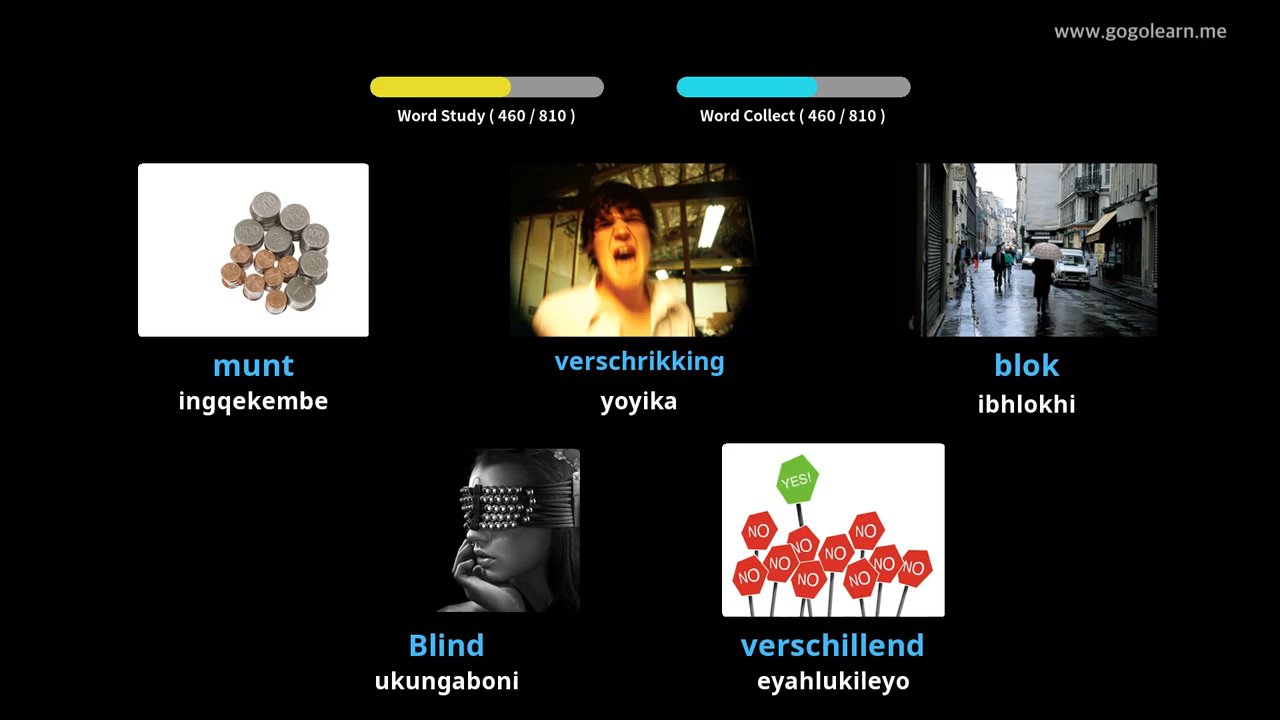 www.gogolearn.me
Word Study ( 460 / 810 )
Word Collect ( 460 / 810 )
munt
ingqekembe
verschrikking
yoyika
blok
ibhlokhi
YES!
NO
NO
NO
NO
NO
NO
NO
NO
NO
NO
Blind
ukungaboni
verschillend
eyahlukileyo